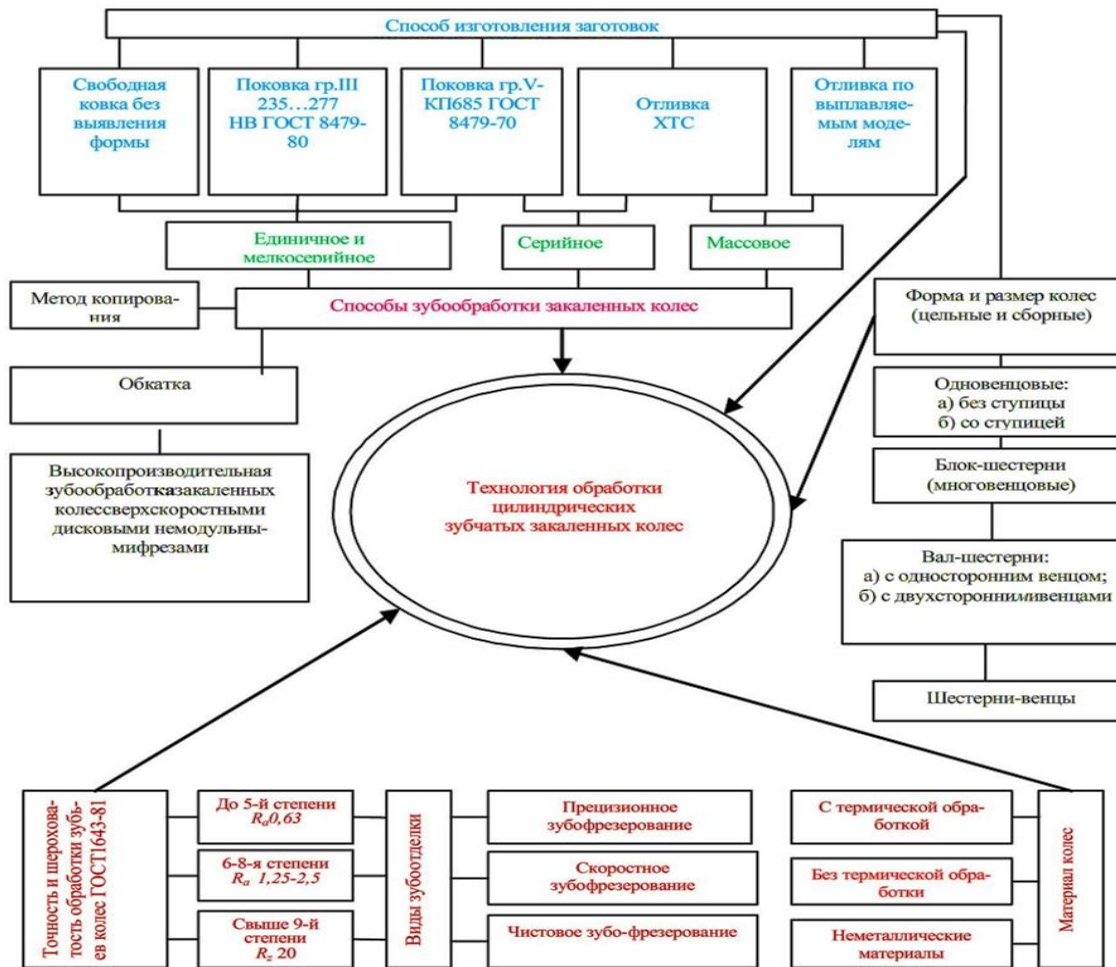 Способ изготовления заготовок
Свободная
ковка без
выявления
формы
Поковка гр.III
235…277
НВ ГОСТ 8479-
80
Поковка гр.V-
КП685 ГОСТ
8479-70
Отливка
ХТС
Отливка по
выплавляе-
мым моде-
лям
Единичное и
мелкосерийное
Серийное
Массовое
Метод копирова-
ния
Способы зубообработки закаленных колес
Форма и размер колес
(цельные и сборные)
Обкатка
Одновенцовые:
а) без ступицы
б) со ступицей
Высокопроизводительная
зубообработказакаленных
колессверхскоростными
дисковыми немодульны-
мифрезами
Технология обработки
цилиндрических
зубчатых закаленных колес
Блок-шестерни
(многовенцовые)
Вал-шестерни:
а) с односторонним венцом;
б) с двухстороннимивенцами
Шестерни-венцы
Точность и шерохова-
тость обработки зубь-
ев колес ГОСТ1643-81
До 5-й степени
Ra0,63
6-8-я степени
Ra 1,25-2,5
Свыше 9-й
степени
Rz 20
Виды зубоотделки
Прецизионное
зубофрезерование
Скоростное
зубофрезерование
Чистовое зубо-фрезерование
С термической обра-
боткой
Без термической обра-
ботки
Неметаллические
материалы
Материал колес